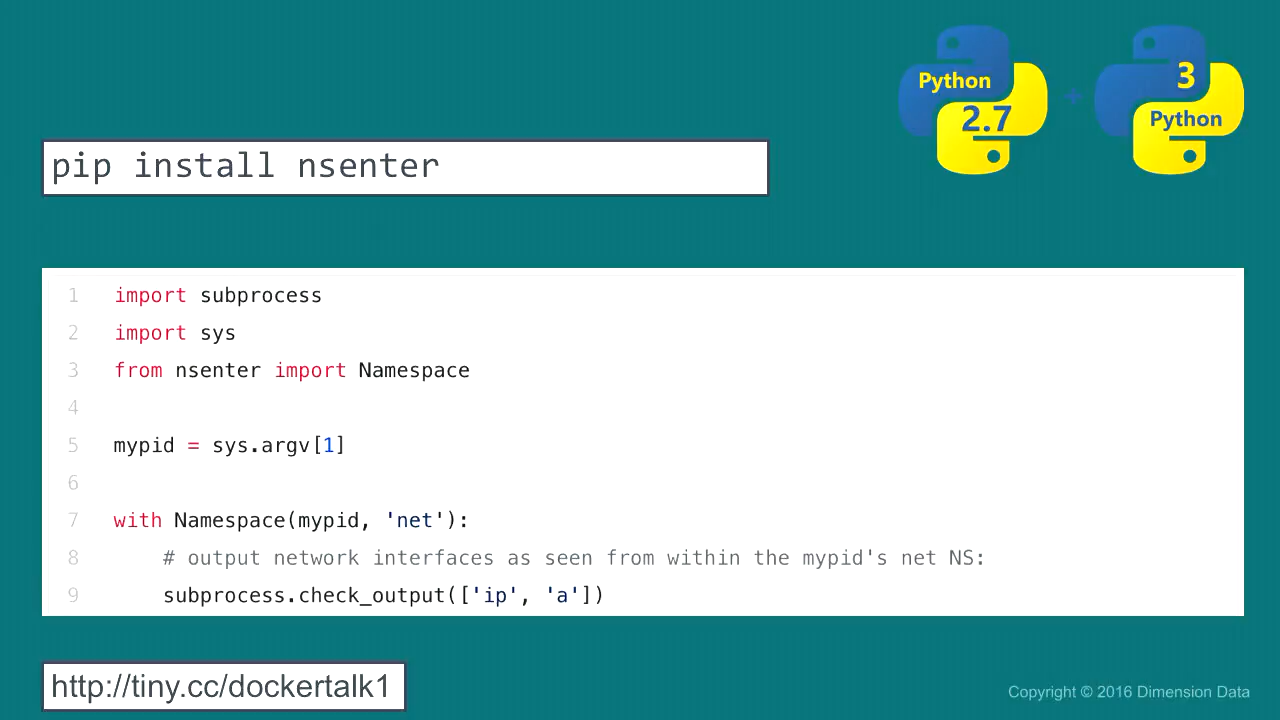 Python
2.7
+
3
Python
pip install nsenter
1 import subprocess
2 import sys
3 from nsenter import Namespace
4
5 mypid = sys.argv[1]
6
7 with Namespace(mypid, 'net'):
8     # output network interfaces as seen from within the mypid's net NS:
9     subprocess.check_output(['ip', 'a'])
http://tiny.cc/dockertalk1
Copyright © 2016 Dimension Data